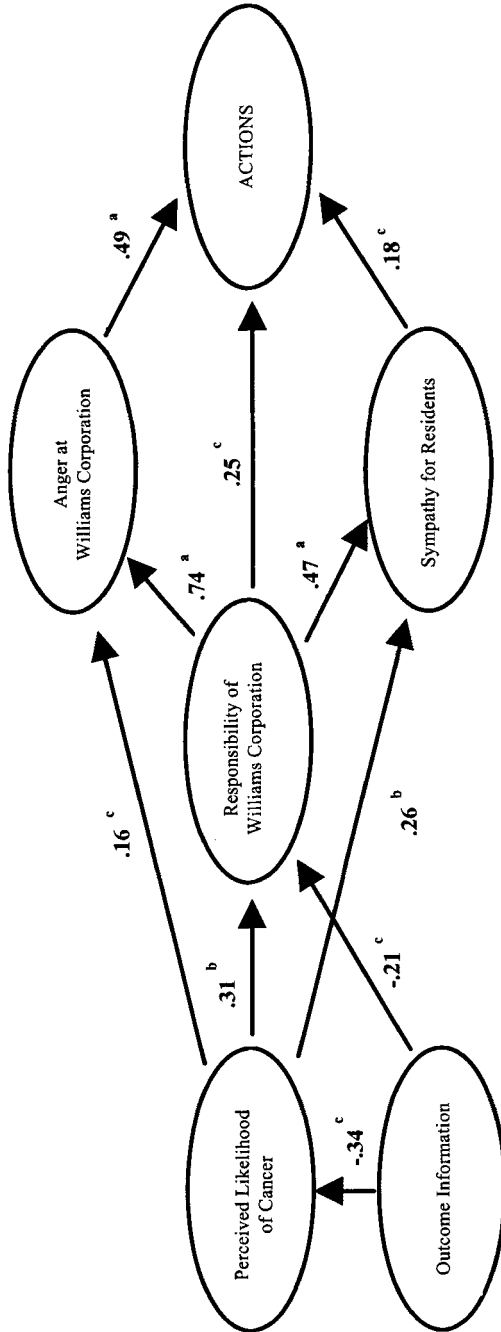 Perceived Likelihood
of Cancer
Outcome Information
-.34 c
.31 b
-.21 c
.16 c
.26 b
Responsibility of
Williams Corporation
.74 a
.47 a
.25 c
Anger at
Williams Corporation
Sympathy for Residents
.49 a
.18 c
ACTIONS